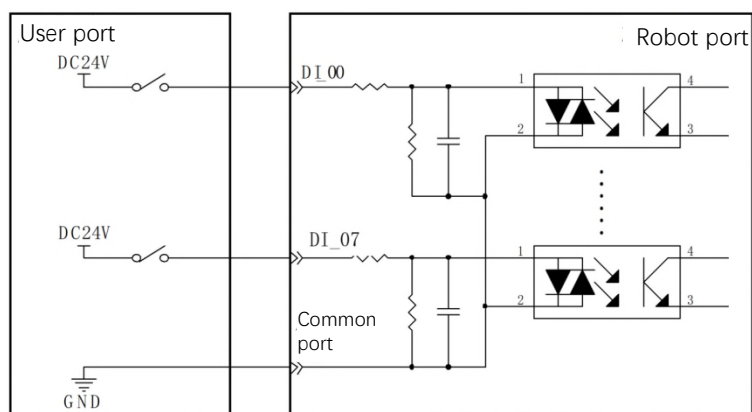 User port
Robot port
DC24V
DI_00
1
4
2
3
DC24V
DI_07
1
4
2
3
Common
port
GND